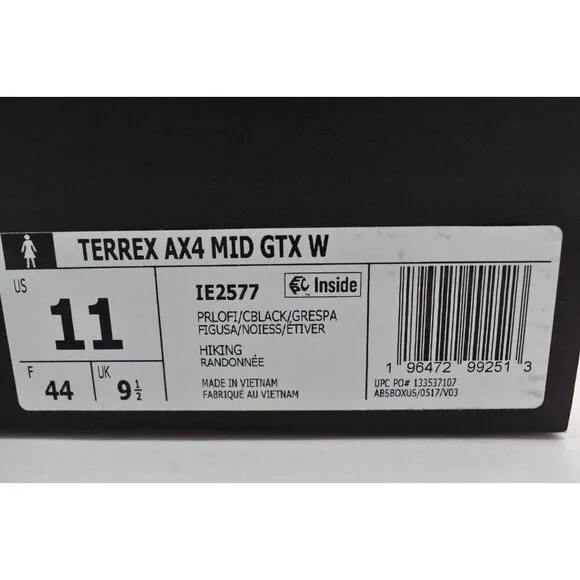 TERREX AX4 MID GTX W
US
11
F
44
UK
9 1/2
IE2577
Inside
PRLOFI/CBLACK/GRESPA
FIGUSA/NOIESS/ÉTIVER
HIKING
RANDONNÉE
MADE IN VIETNAM
FABRIQUÉ AU VIETNAM
1 96472 99251 3
UPC PO# 133537107
ABSBOXUS/0517/V03